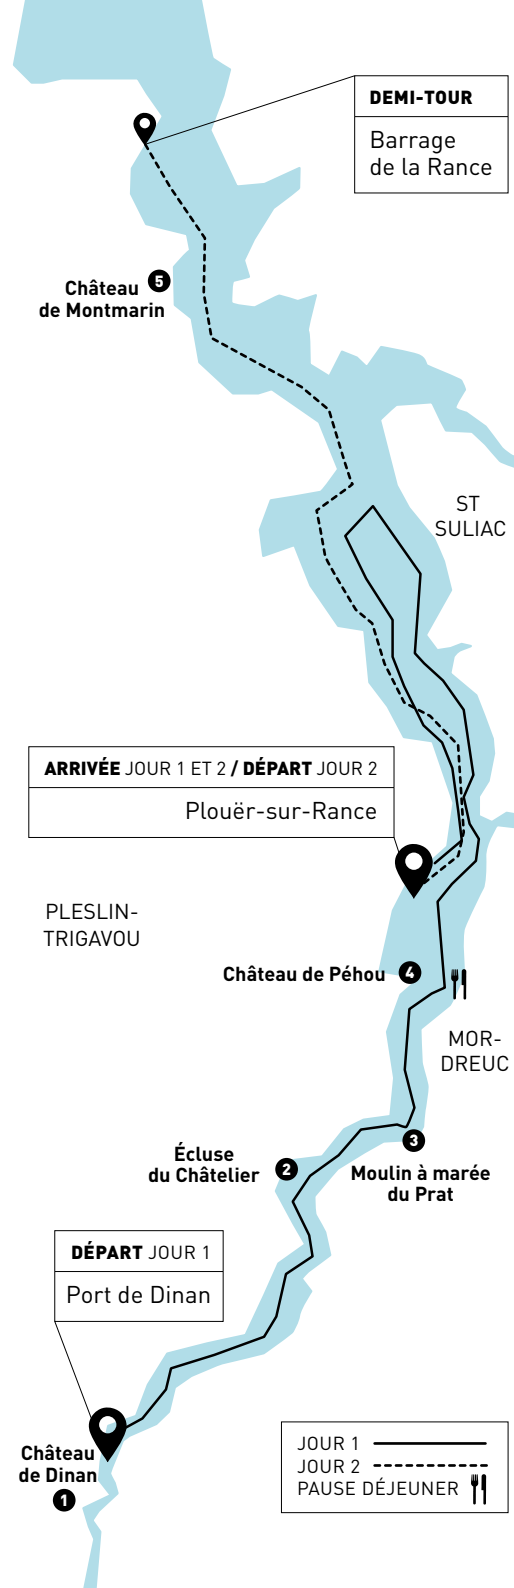 DEMI-TOUR
Barrage
de la Rance
5
Château
de Montmarin
ST
SULIAC
ARRIVÉE JOUR 1 ET 2 / DÉPART JOUR 2
Plouër-sur-Rance
PLESLIN-
TRIGAVOU
Château de Péhou 4
MOR-
DREUC
3
Moulin à marée
du Prat
Écluse
du Châtelier 2
DÉPART JOUR 1
Port de Dinan
Château
de Dinan
1
JOUR 1
JOUR 2
PAUSE DÉJEUNER